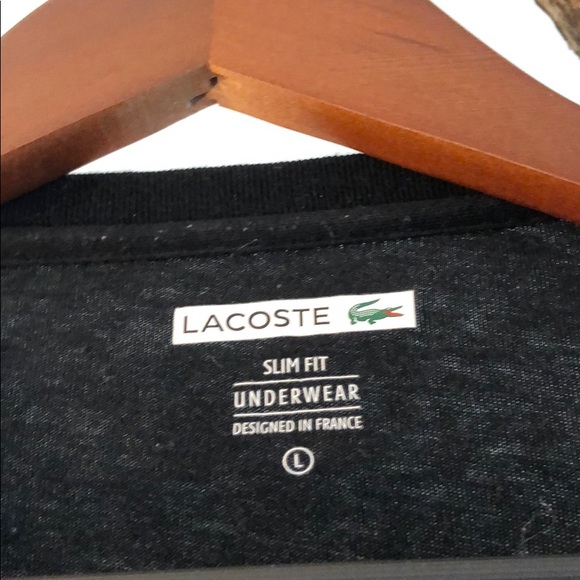 LACOSTE
SLIM FIT
UNDERWEAR
DESIGNED IN FRANCE
L